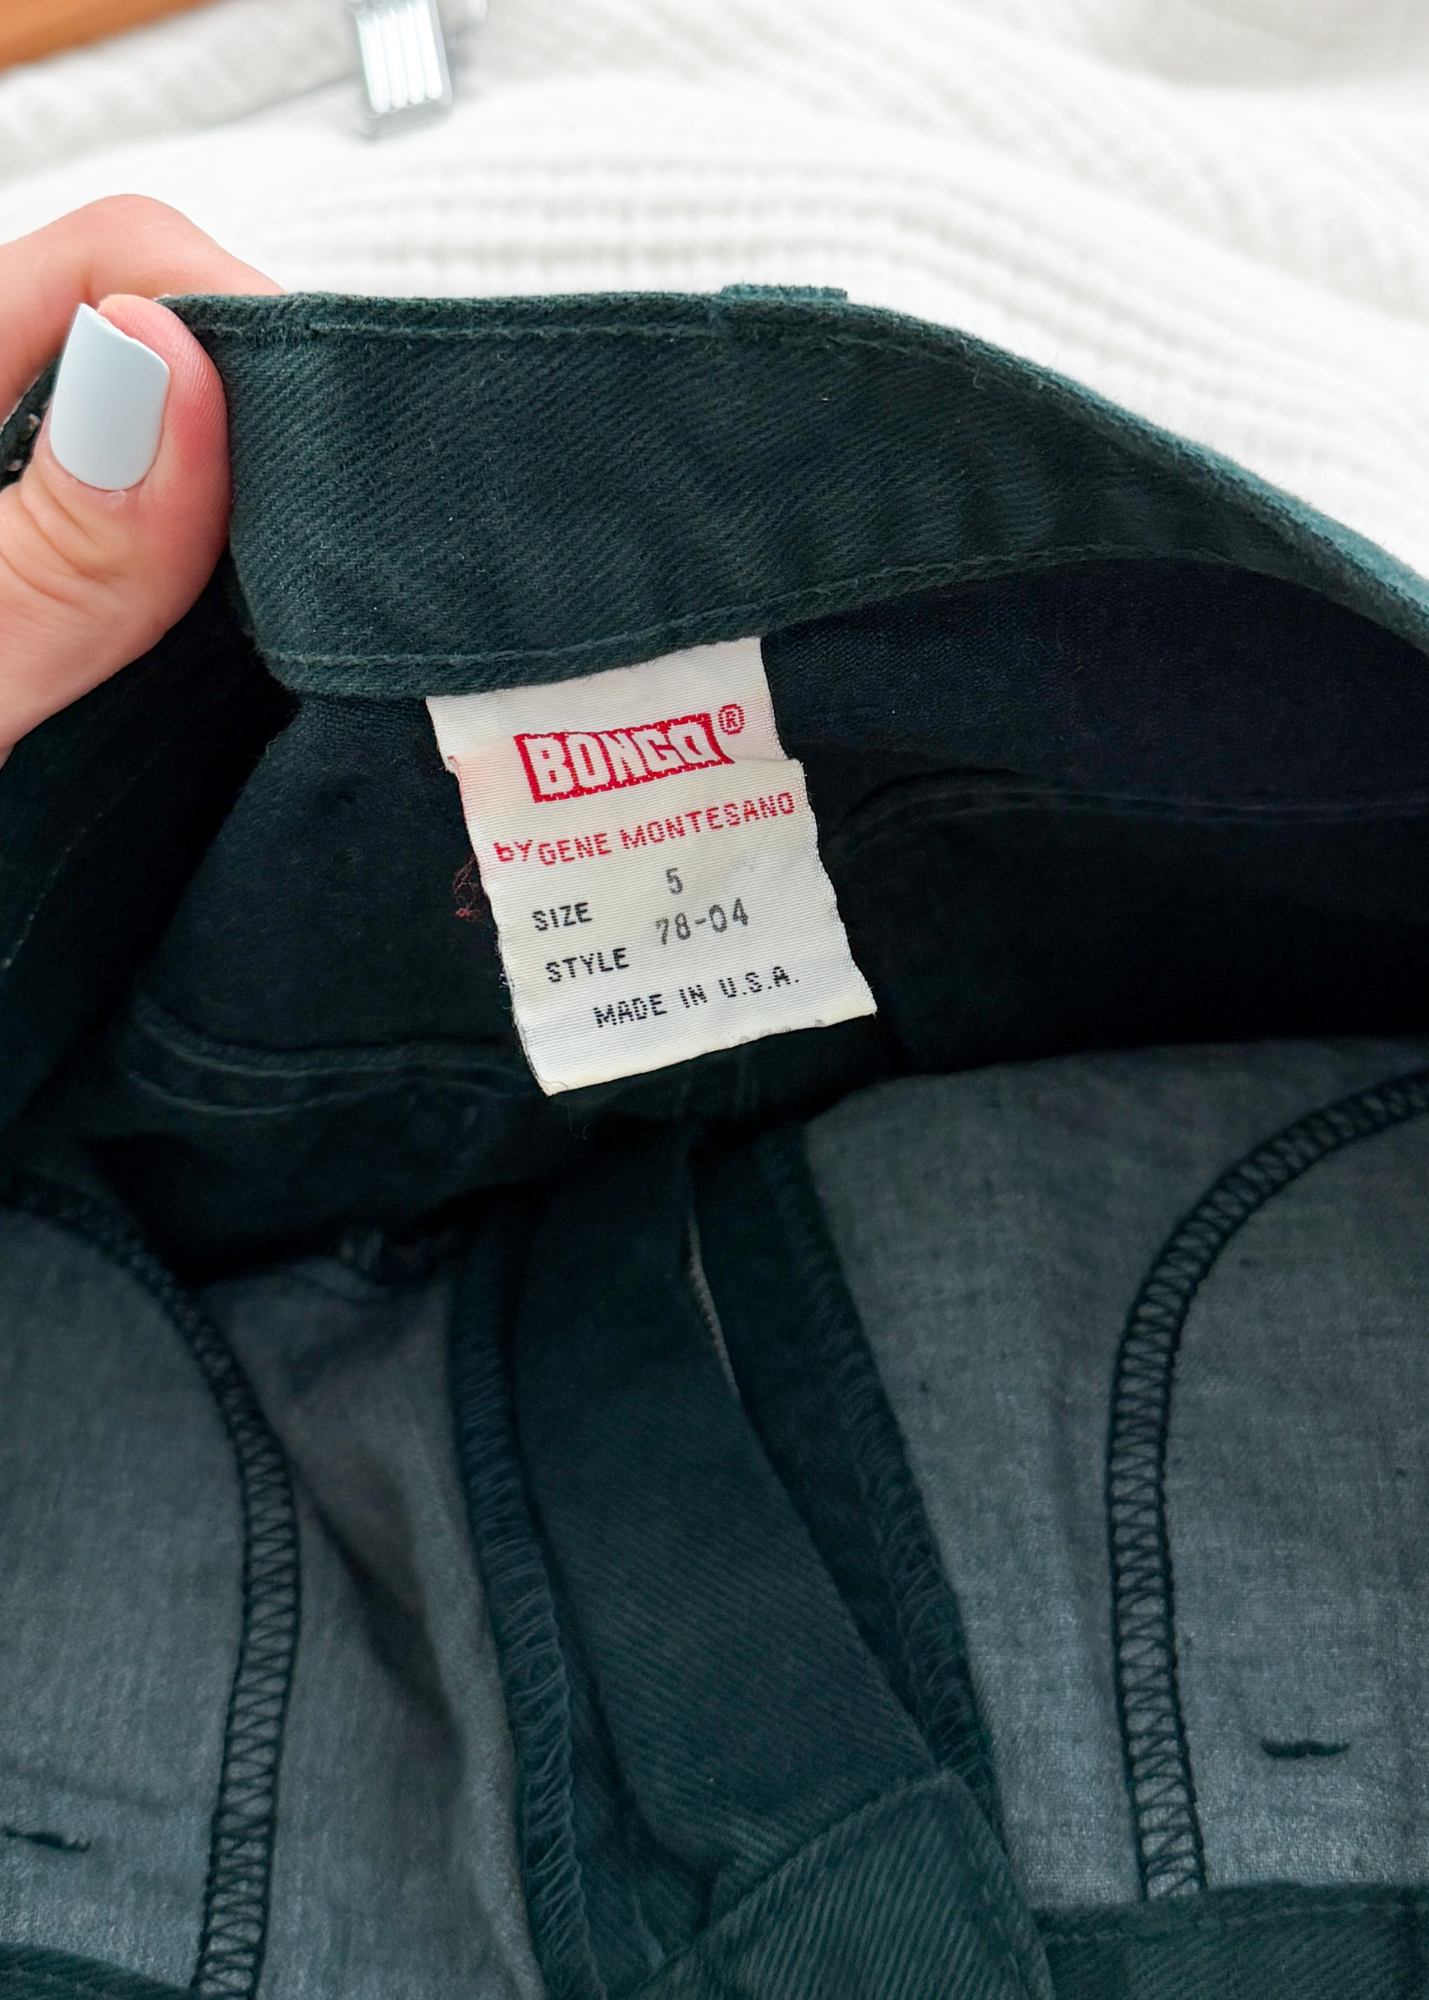 BONGO®
by GENE MONTESANO
5
SIZE
78-04
STYLE
MADE IN U.S.A.